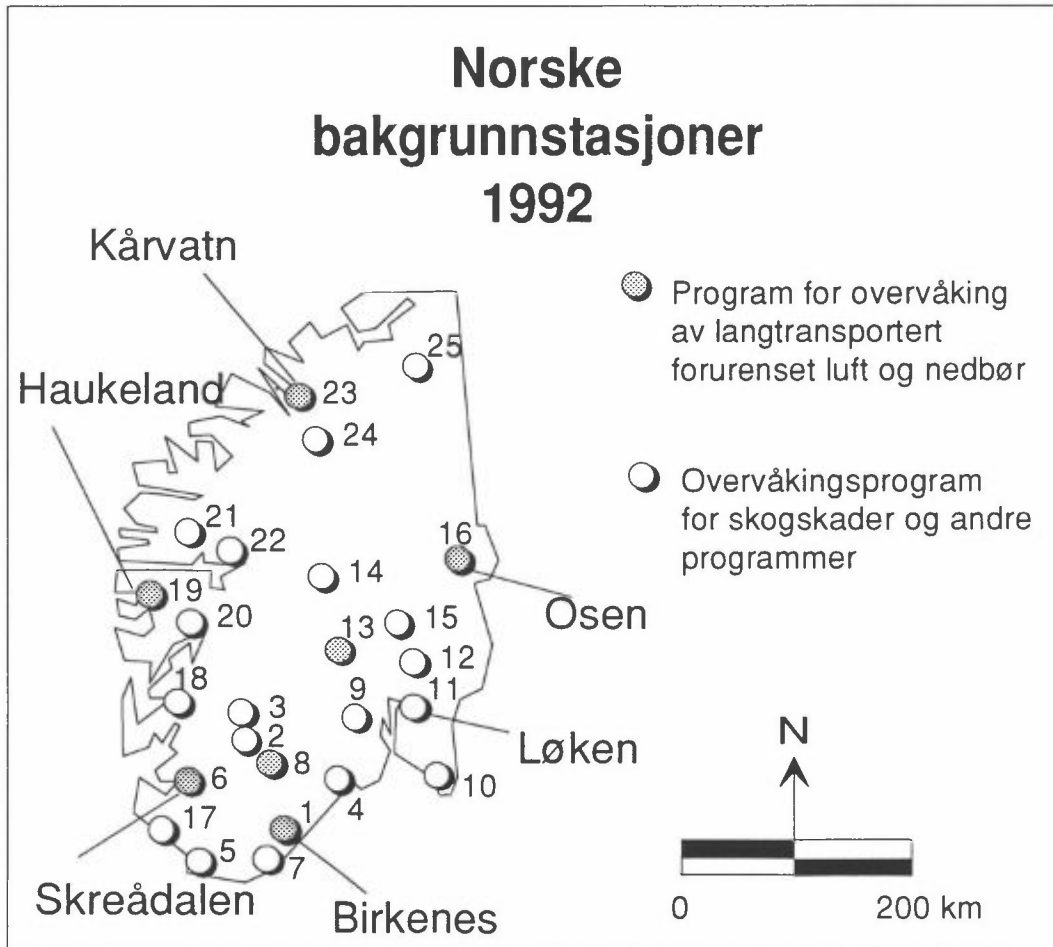 Norske
bakgrunnstasjoner
1992
Kårvatn
Program for overvåking
av langtransportert
forurenset luft og nedbør
25
Haukeland
23
24
Overvåkingsprogram
for skogskader og andre
programmer
21
22
16
14
19
Osen
20
15
13
12
18
11
3
9
Løken
2
N
8
6
10
4
1
17
5
7
Skreådalen
Birkenes
0
200 km